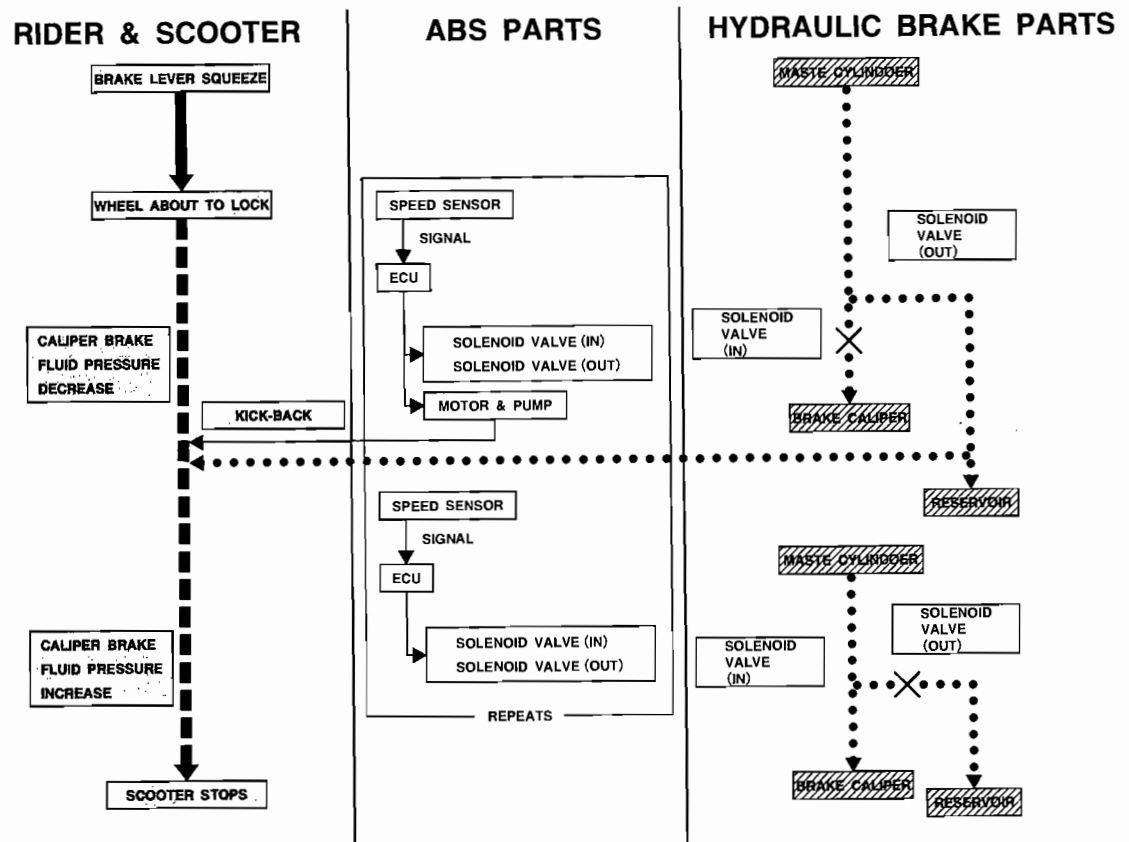 RIDER & SCOOTER
ABS PARTS
HYDRAULIC BRAKE PARTS
BRAKE LEVER SQUEEZE
WHEEL ABOUT TO LOCK
CALIPER BRAKE
FLUID PRESSURE
DECREASE
KICK-BACK
CALIPER BRAKE
FLUID PRESSURE
INCREASE
SCOOTER STOPS
SPEED SENSOR
SIGNAL
ECU
SOLENOID VALVE (IN)
SOLENOID VALVE (OUT)
MOTOR & PUMP
SPEED SENSOR
SIGNAL
ECU
SOLENOID VALVE (IN)
SOLENOID VALVE (OUT)
REPEATS
MASTE CYLINDOER
SOLENOID
VALVE
(OUT)
SOLENOID
VALVE
(IN)
BRAKE CALIPER
RESERVOIR
MASTE CYLINDOER
SOLENOID
VALVE
(OUT)
SOLENOID
VALVE
(IN)
BRAKE CALIPER
RESERVOIR